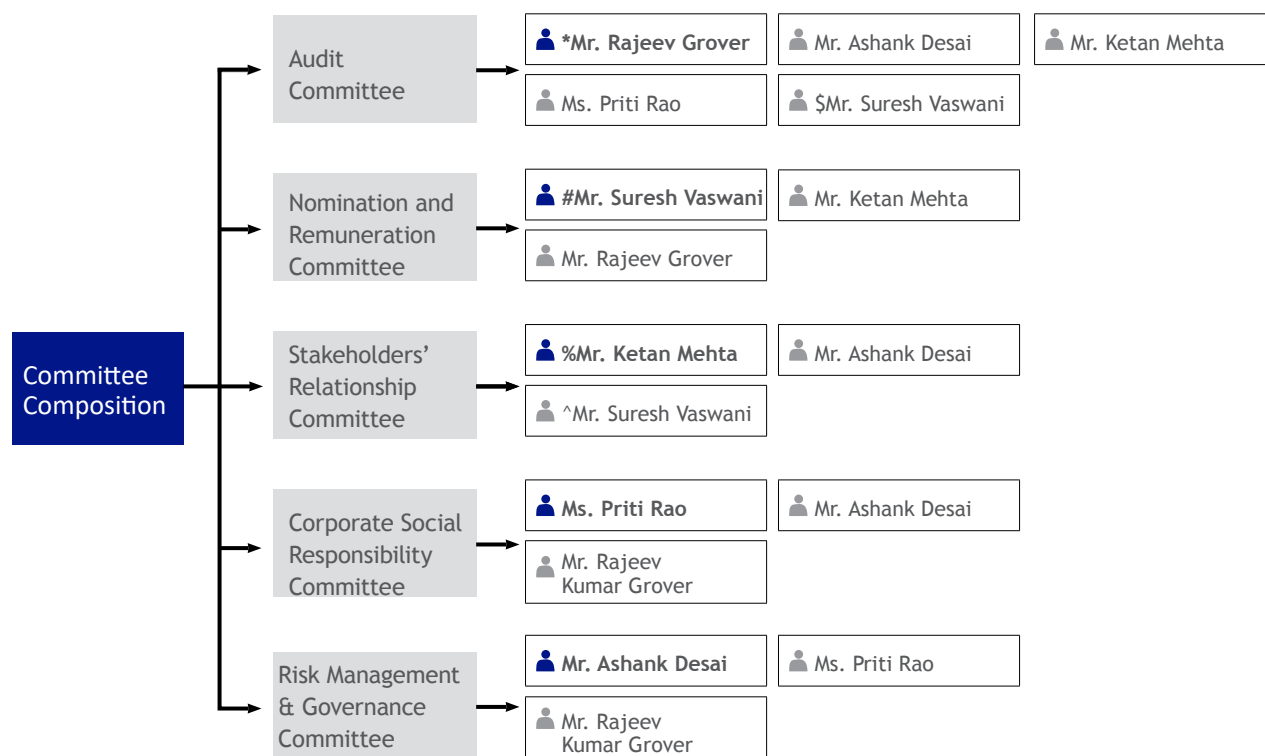 Committee
Composition
Audit
Committee
*Mr. Rajeev Grover
Mr. Ashank Desai
Mr. Ketan Mehta
Ms. Priti Rao
$Mr. Suresh Vaswani
Nomination and
Remuneration
Committee
#Mr. Suresh Vaswani
Mr. Ketan Mehta
Mr. Rajeev Grover
Stakeholders’
Relationship
Committee
%Mr. Ketan Mehta
Mr. Ashank Desai
^Mr. Suresh Vaswani
Corporate Social
Responsibility
Committee
Ms. Priti Rao
Mr. Ashank Desai
Mr. Rajeev
Kumar Grover
Risk Management
& Governance
Committee
Mr. Ashank Desai
Ms. Priti Rao
Mr. Rajeev
Kumar Grover